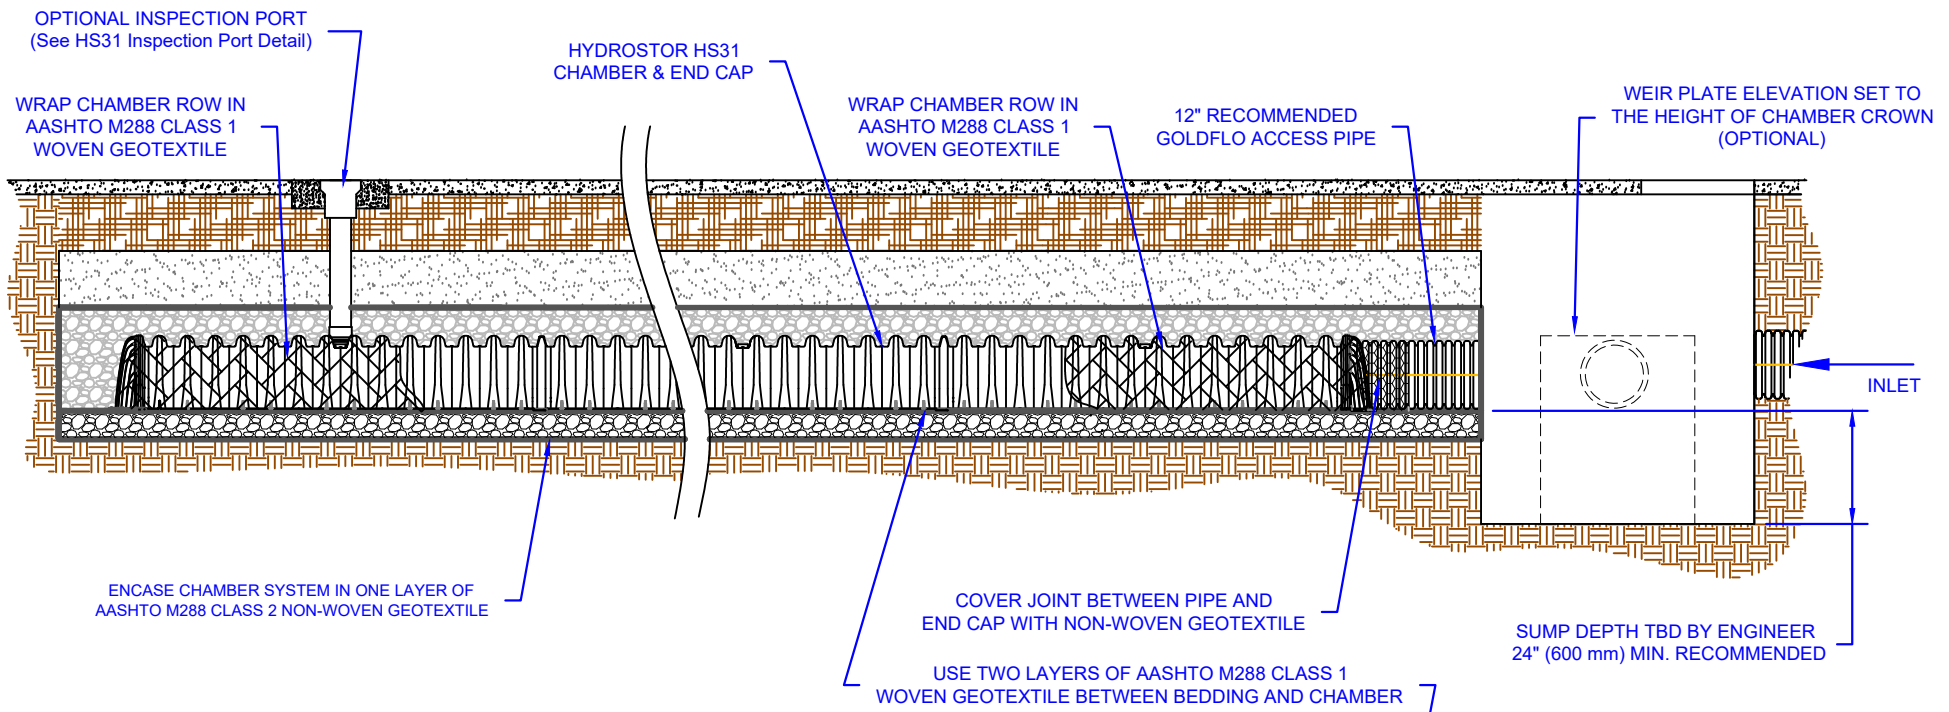 OPTIONAL INSPECTION PORT
(See HS31 Inspection Port Detail)
HYDROSTOR HS31
CHAMBER & END CAP
WRAP CHAMBER ROW IN
AASHTO M288 CLASS 1
WOVEN GEOTEXTILE
WRAP CHAMBER ROW IN
AASHTO M288 CLASS 1
WOVEN GEOTEXTILE
12" RECOMMENDED
GOLDFLO ACCESS PIPE
WEIR PLATE ELEVATION SET TO
THE HEIGHT OF CHAMBER CROWN
(OPTIONAL)
INLET
ENCASE CHAMBER SYSTEM IN ONE LAYER OF
AASHTO M288 CLASS 2 NON-WOVEN GEOTEXTILE
COVER JOINT BETWEEN PIPE AND
END CAP WITH NON-WOVEN GEOTEXTILE
SUMP DEPTH TBD BY ENGINEER
24" (600 mm) MIN. RECOMMENDED
USE TWO LAYERS OF AASHTO M288 CLASS 1
WOVEN GEOTEXTILE BETWEEN BEDDING AND CHAMBER